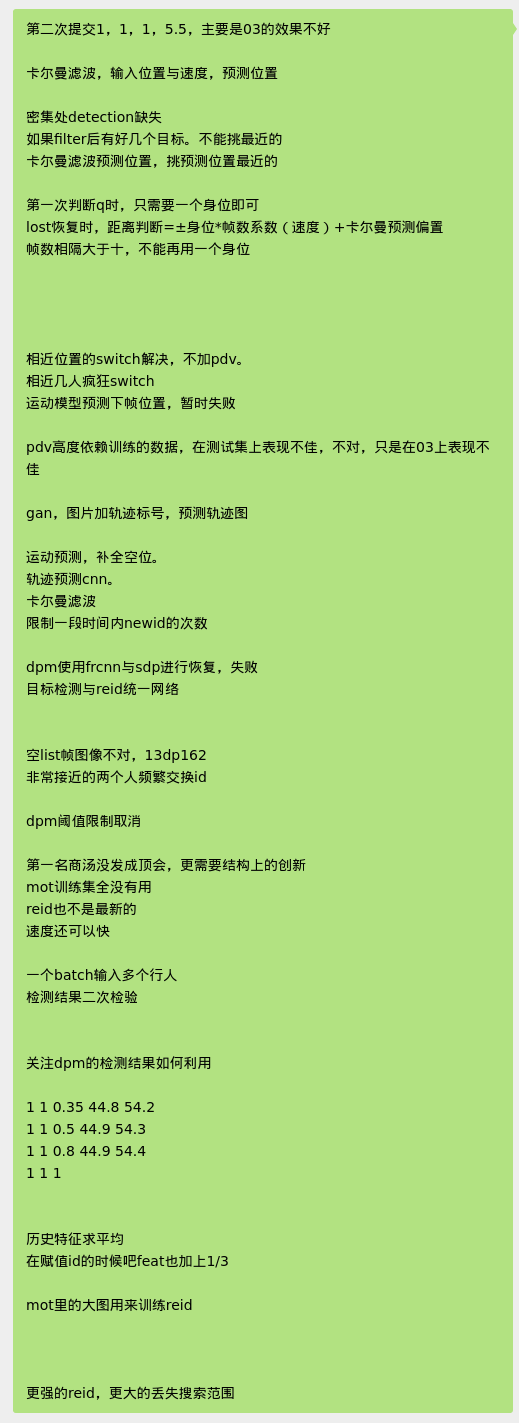 第二次提交1，1，1，5.5，主要是03的效果不好
卡尔曼滤波，输入位置与速度，预测位置
密集处detection缺失
如果filter后有好几个目标。不能挑最近的
卡尔曼滤波预测位置，挑预测位置最近的
第一次判断q时，只需要一个身位即可
lost恢复时，距离判断=±身位*帧数系数（速度）+卡尔曼预测偏置
帧数相隔大于十，不能再用一个身位
相近位置的switch解决，不加pdv。
相近几人疯狂switch
运动模型预测下帧位置，暂时失败
pdv高度依赖训练的数据，在测试集上表现不佳，不对，只是在03上表现不
佳
gan，图片加轨迹标号，预测轨迹图
运动预测，补全空位。
轨迹预测cnn。
卡尔曼滤波
限制一段时间内newid的次数
dpm使用frcnn与sdp进行恢复，失败
目标检测与reid统一网络
空list帧图像不对，13dp162
非常接近的两个人频繁交换id
dpm阈值限制取消
第一名商汤没发成顶会，更需要结构上的创新
mot训练集全没有用
reid也不是最新的
速度还可以快
一个batch输入多个行人
检测结果二次检验
关注dpm的检测结果如何利用
1 1 0.35 44.8 54.2
1 1 0.5 44.9 54.3
1 1 0.8 44.9 54.4
1 1 1
历史特征求平均
在赋值id的时候吧feat也加上1/3
mot里的大图用来训练reid
更强的reid，更大的丢失搜索范围